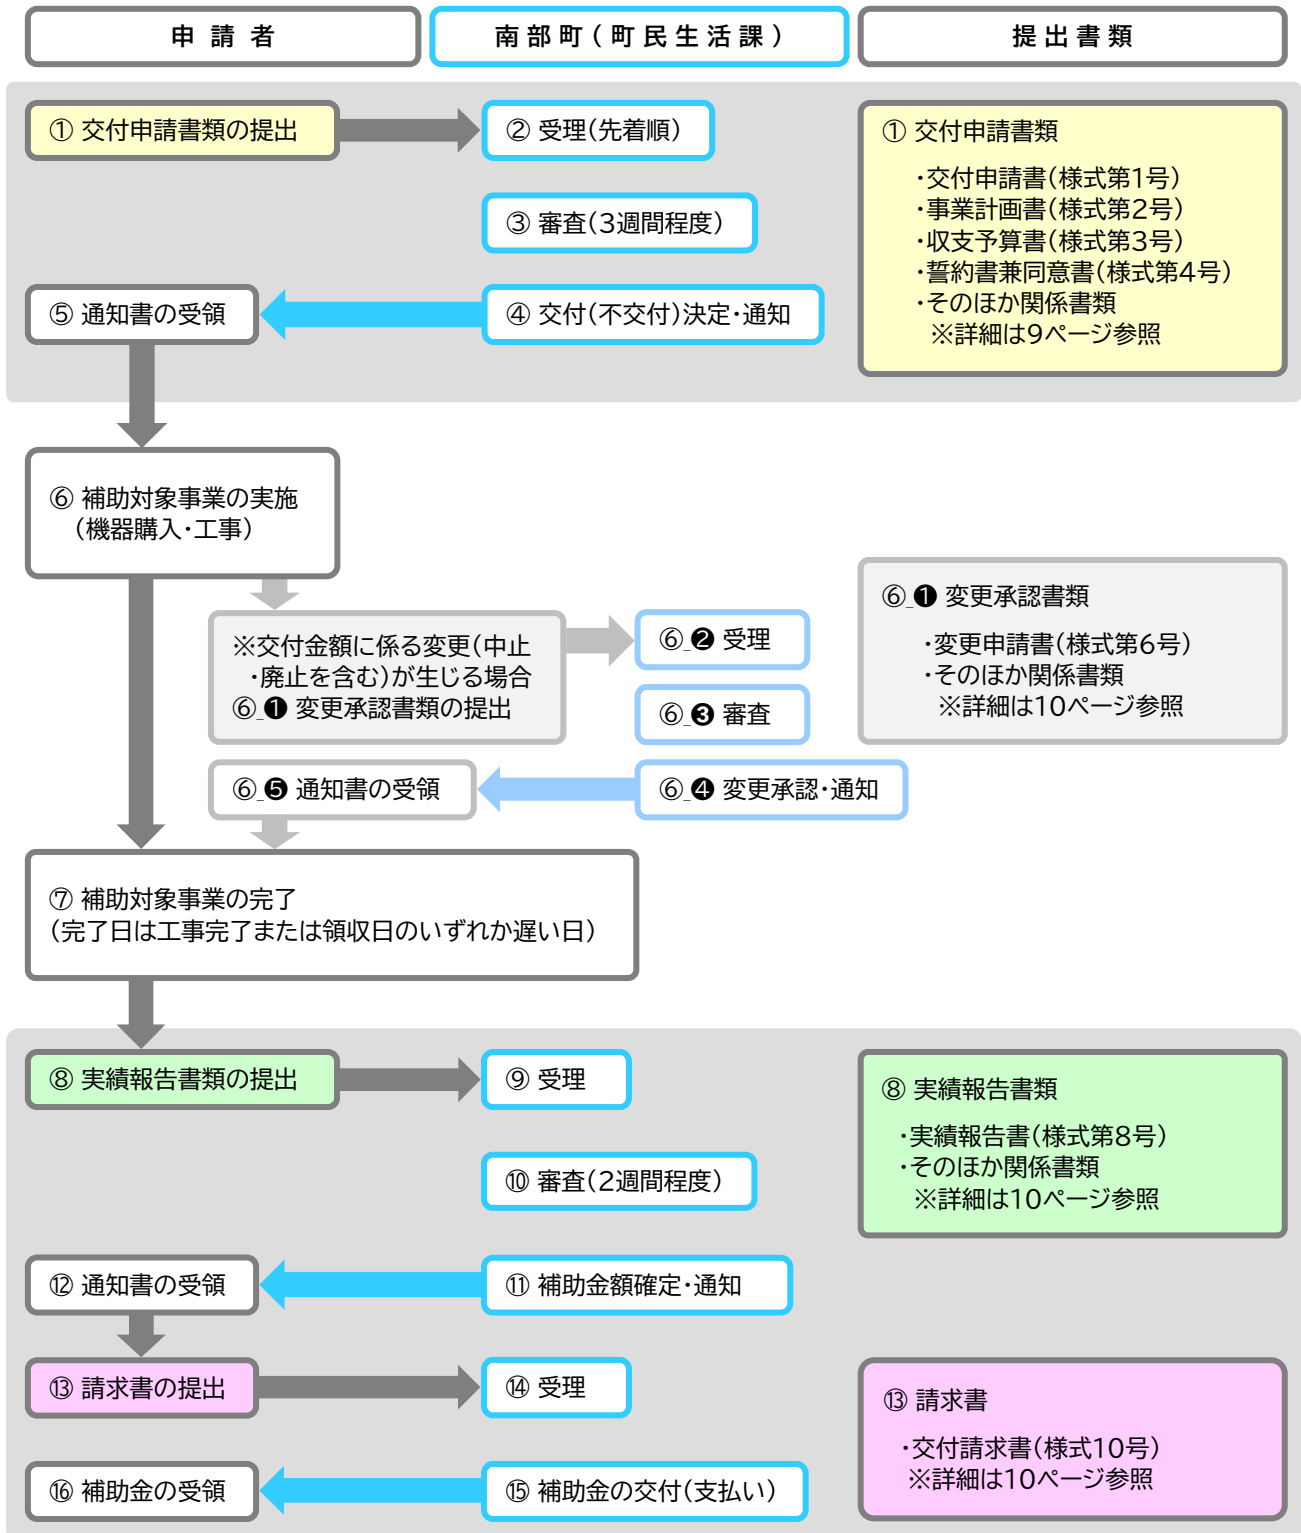 申請者
南部町(町民生活課)
提出書類
① 交付申請書類の提出
② 受理(先着順)
③ 審査(3週間程度)
④ 交付(不交付)決定・通知
⑤ 通知書の受領
① 交付申請書類
・交付申請書(様式第1号)
・事業計画書(様式第2号)
・収支予算書(様式第3号)
・誓約書兼同意書(様式第4号)
・そのほか関係書類
※詳細は9ページ参照
⑥ 補助対象事業の実施
(機器購入・工事)
※交付金額に係る変更(中止
・廃止を含む)が生じる場合
⑥_❶ 変更承認書類の提出
⑥_❷ 受理
⑥_❸ 審査
⑥_❹ 変更承認・通知
⑥_❺ 通知書の受領
⑥_❶ 変更承認書類
・変更申請書(様式第6号)
・そのほか関係書類
※詳細は10ページ参照
⑦ 補助対象事業の完了
(完了日は工事完了または領収日のいずれか遅い日)
⑧ 実績報告書類の提出
⑨ 受理
⑩ 審査(2週間程度)
⑪ 補助金額確定・通知
⑫ 通知書の受領
⑧ 実績報告書類
・実績報告書(様式第8号)
・そのほか関係書類
※詳細は10ページ参照
⑬ 請求書の提出
⑭ 受理
⑮ 補助金の交付(支払い)
⑯ 補助金の受領
⑬ 請求書
・交付請求書(様式10号)
※詳細は10ページ参照